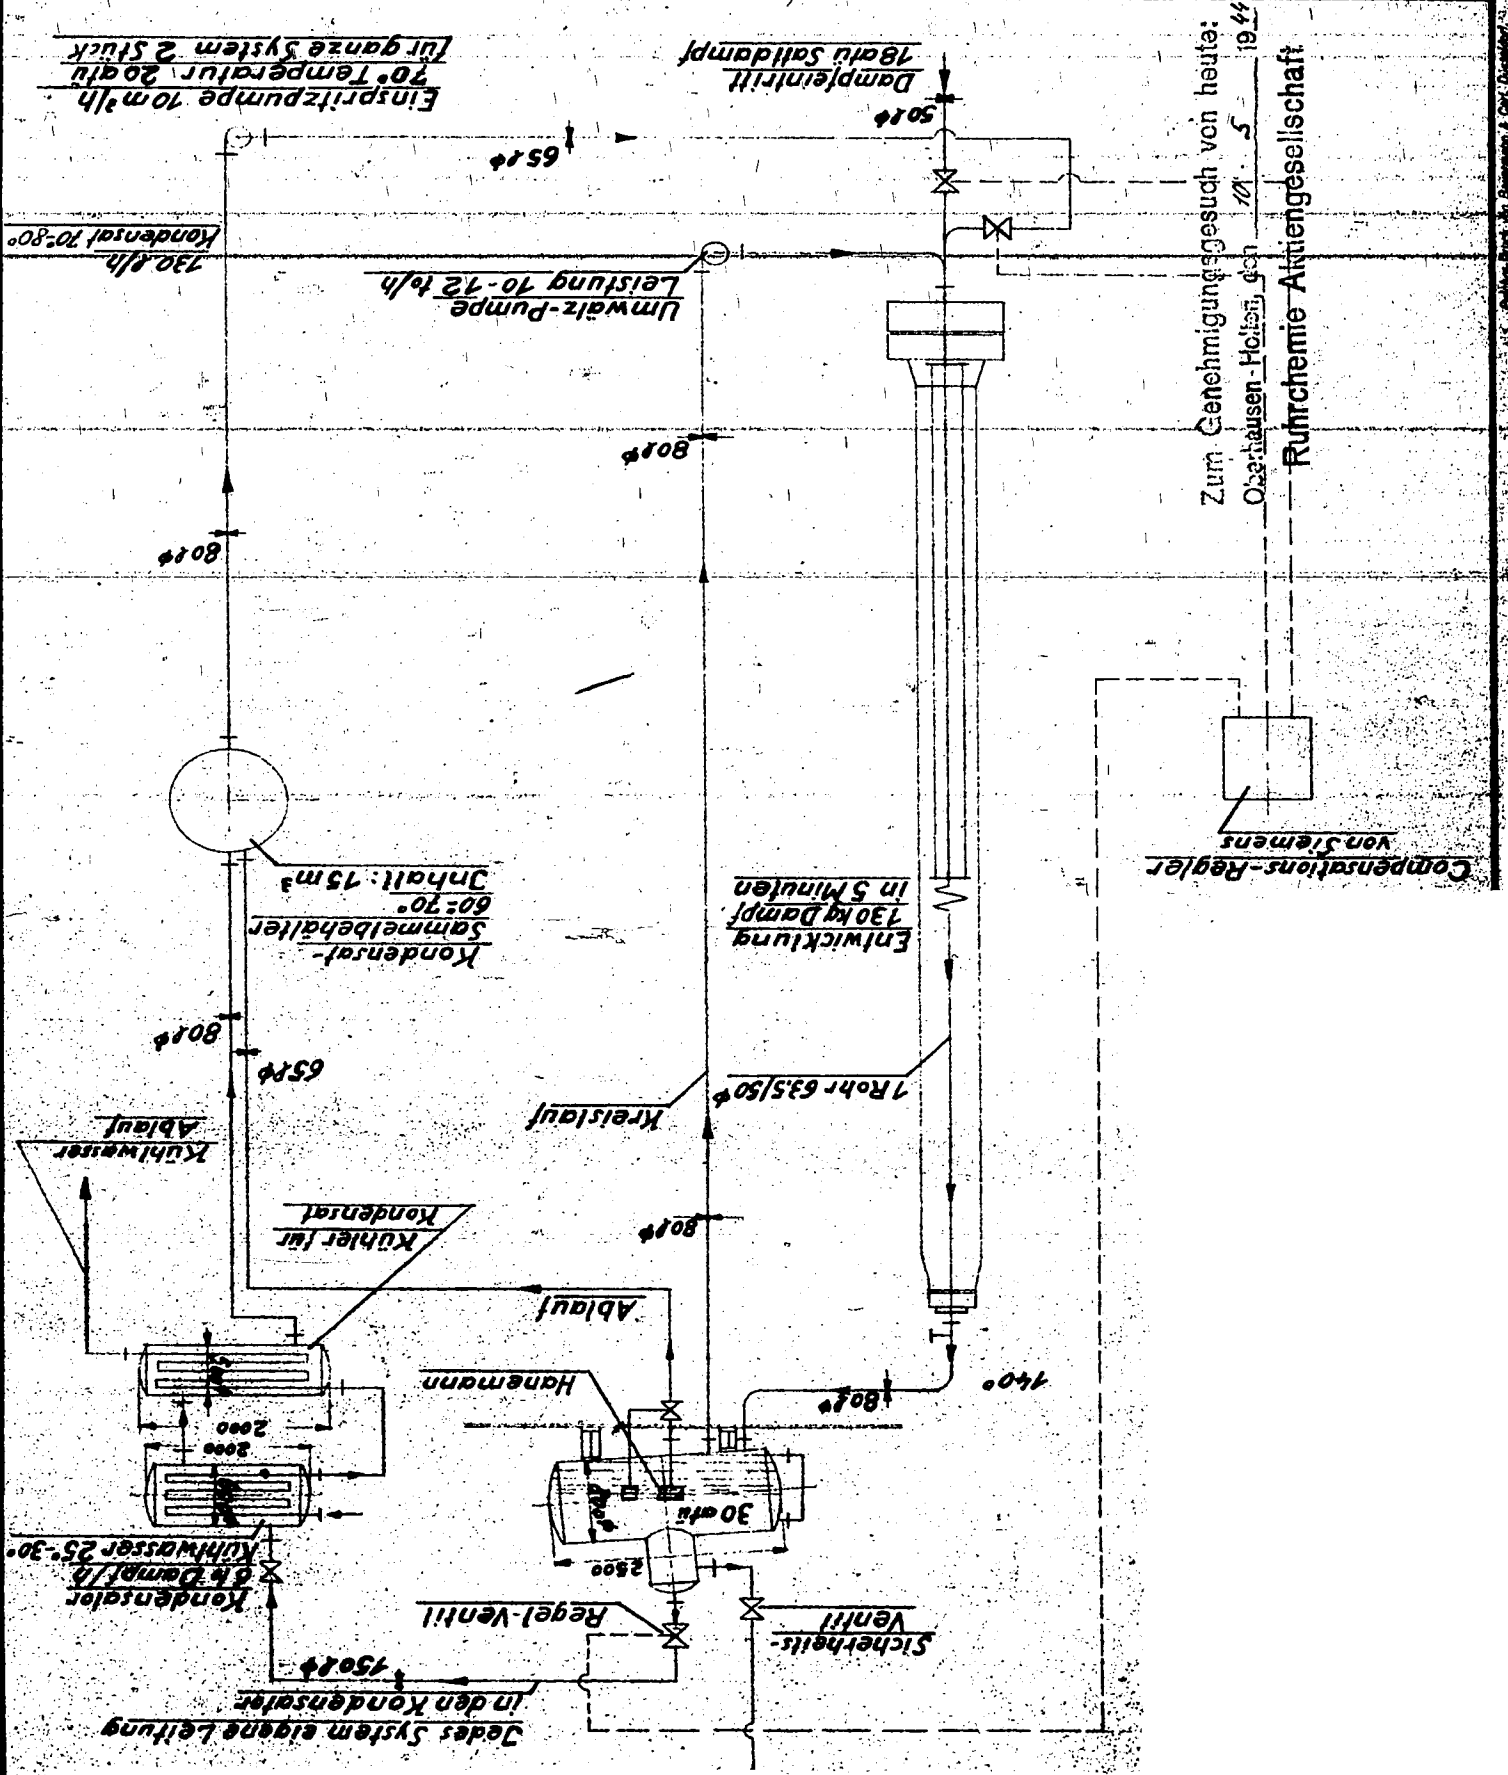 Jedes System eigene Leitung
in den Kondensator
150 l φ
Sicherheits-
Ventil
Regel-Ventil
Kondensator
Dampf/h
Kühlwasser 25°-30°
2500
30 atü
2000
2000
Hanemann
140°
80 l φ
Ablauf
Kühler für
Kondensat
80 l φ
Kühlwasser
Ablauf
Kreislauf
1 Rohr 63,5/50 φ
65 l φ
80 l φ
Entwicklung
130 kg Dampf
in 5 Minuten
Kondensat-
Sammelbehälter
60-70°
Inhalt: 15 m³
Compensations-Regler
von Siemens
80 l φ
80 l φ
Umwälz-Pumpe
Leistung 10-12 to/h
130 l/h
Kondensat 70-80°
65 l φ
50 l φ
Dampfeintritt
18 atü Sattdampf
Einspritzpumpe 10 m³/h
70° Temperatur 20 atü
für ganze System 2 Stück
Zum Genehmigungsgesuch von heute:
Oberhausen-Holten, den 10. 5 1944
Ruhrchemie Aktiengesellschaft